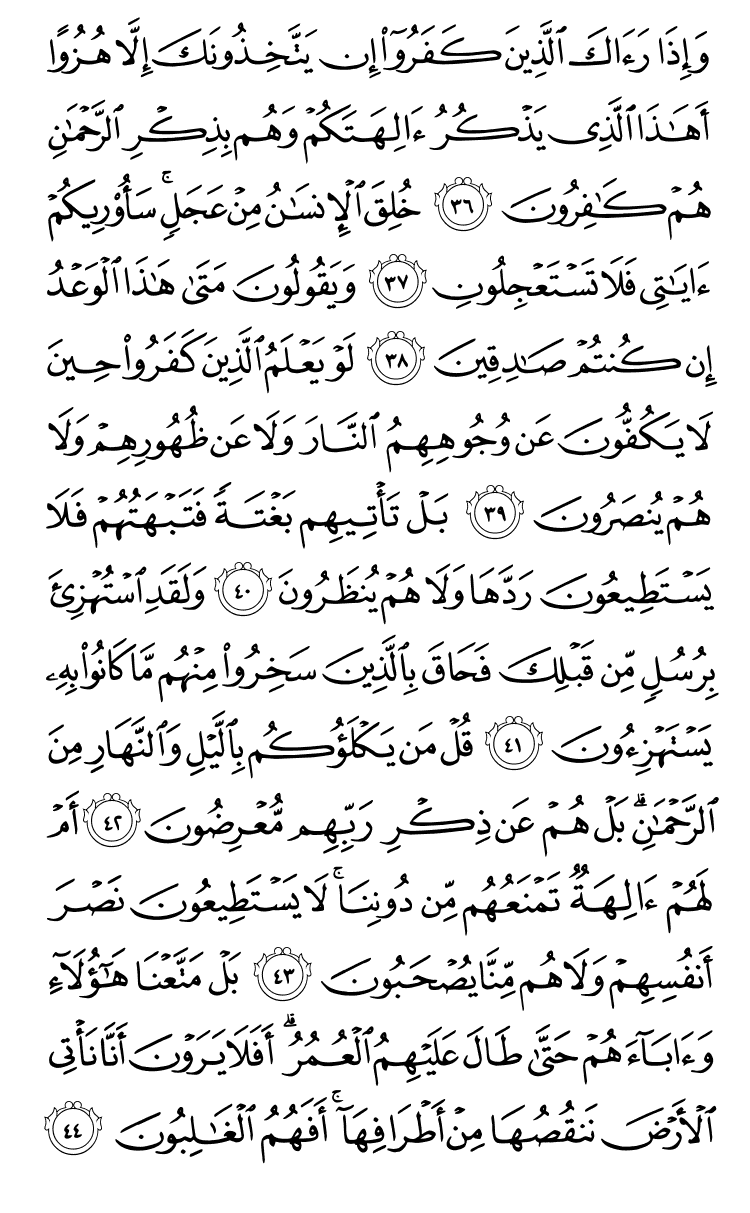 وَإِذَا رَءَاكَ ٱلَّذِينَ كَفَرُوٓا۟ إِن يَتَّخِذُونَكَ إِلَّا هُزُوًا
أَهَـٰذَا ٱلَّذِى يَذْكُرُ ءَالِهَتَكُمْ وَهُم بِذِكْرِ ٱلرَّحْمَـٰنِ
هُمْ كَـٰفِرُونَ ٣٦ خُلِقَ ٱلْإِنسَـٰنُ مِنْ عَجَلٍ ۚ سَأُو۟رِيكُمْ
ءَايَـٰتِى فَلَا تَسْتَعْجِلُونِ ٣٧ وَيَقُولُونَ مَتَىٰ هَـٰذَا ٱلْوَعْدُ
إِن كُنتُمْ صَـٰدِقِينَ ٣٨ لَوْ يَعْلَمُ ٱلَّذِينَ كَفَرُوا۟ حِينَ
لَا يَكُفُّونَ عَن وُجُوهِهِمُ ٱلنَّارَ وَلَا عَن ظُهُورِهِمْ وَلَا
هُمْ يُنصَرُونَ ٣٩ بَلْ تَأْتِيهِم بَغْتَةً فَتَبْهَتُهُمْ فَلَا
يَسْتَطِيعُونَ رَدَّهَا وَلَا هُمْ يُنظَرُونَ ٤٠ وَلَقَدِ ٱسْتُهْزِئَ
بِرُسُلٍ مِّن قَبْلِكَ فَحَاقَ بِٱلَّذِينَ سَخِرُوا۟ مِنْهُم مَّا كَانُوا۟ بِهِۦ
يَسْتَهْزِءُونَ ٤١ قُلْ مَن يَكْلَؤُكُم بِٱلَّيْلِ وَٱلنَّهَارِ مِنَ
ٱلرَّحْمَـٰنِ ۗ بَلْ هُمْ عَن ذِكْرِ رَبِّهِم مُّعْرِضُونَ ٤٢ أَمْ
لَهُمْ ءَالِهَةٌ تَمْنَعُهُم مِّن دُونِنَا ۚ لَا يَسْتَطِيعُونَ نَصْرَ
أَنفُسِهِمْ وَلَا هُم مِّنَّا يُصْحَبُونَ ٤٣ بَلْ مَتَّعْنَا هَـٰٓؤُلَآءِ
وَءَابَآءَهُمْ حَتَّىٰ طَالَ عَلَيْهِمُ ٱلْعُمُرُ ۗ أَفَلَا يَرَوْنَ أَنَّا نَأْتِى
ٱلْأَرْضَ نَنقُصُهَا مِنْ أَطْرَافِهَآ ۚ أَفَهُمُ ٱلْغَـٰلِبُونَ ٤٤